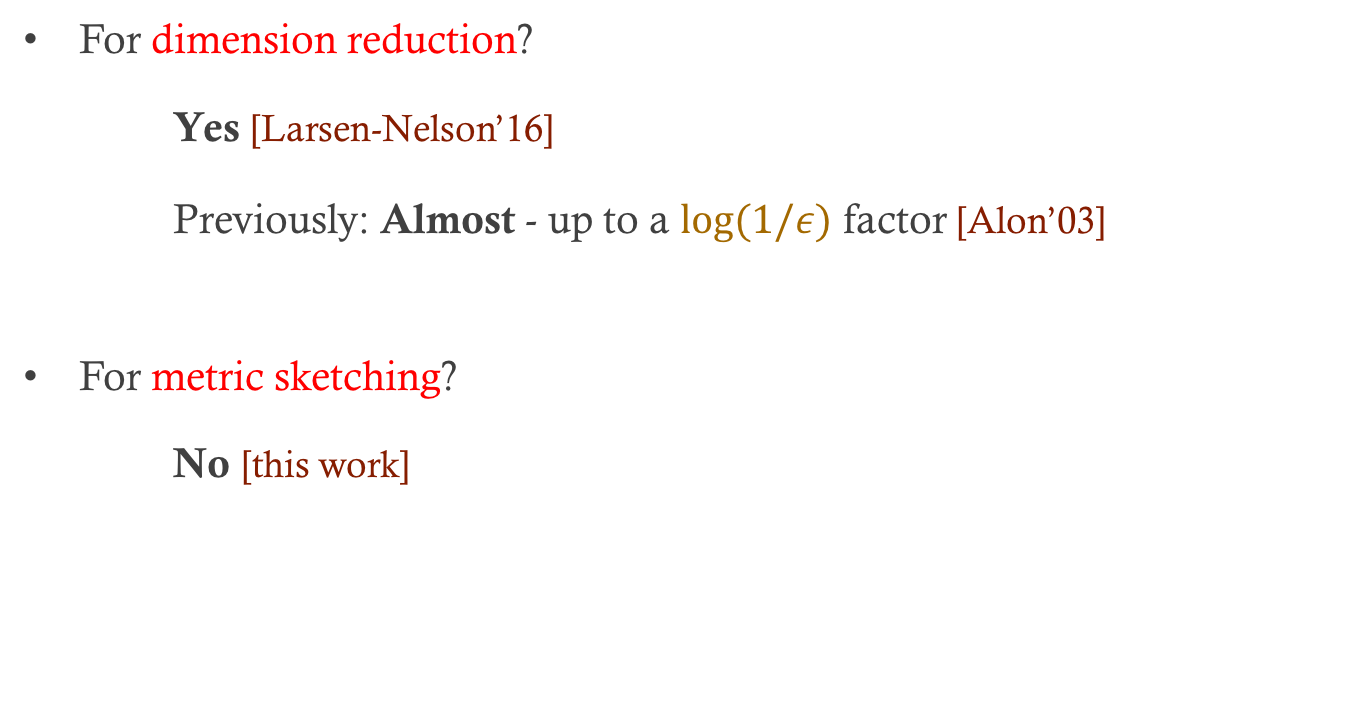 • For dimension reduction?
Yes [Larsen-Nelson’16]
Previously: Almost - up to a log(1/ϵ) factor [Alon’03]
• For metric sketching?
No [this work]